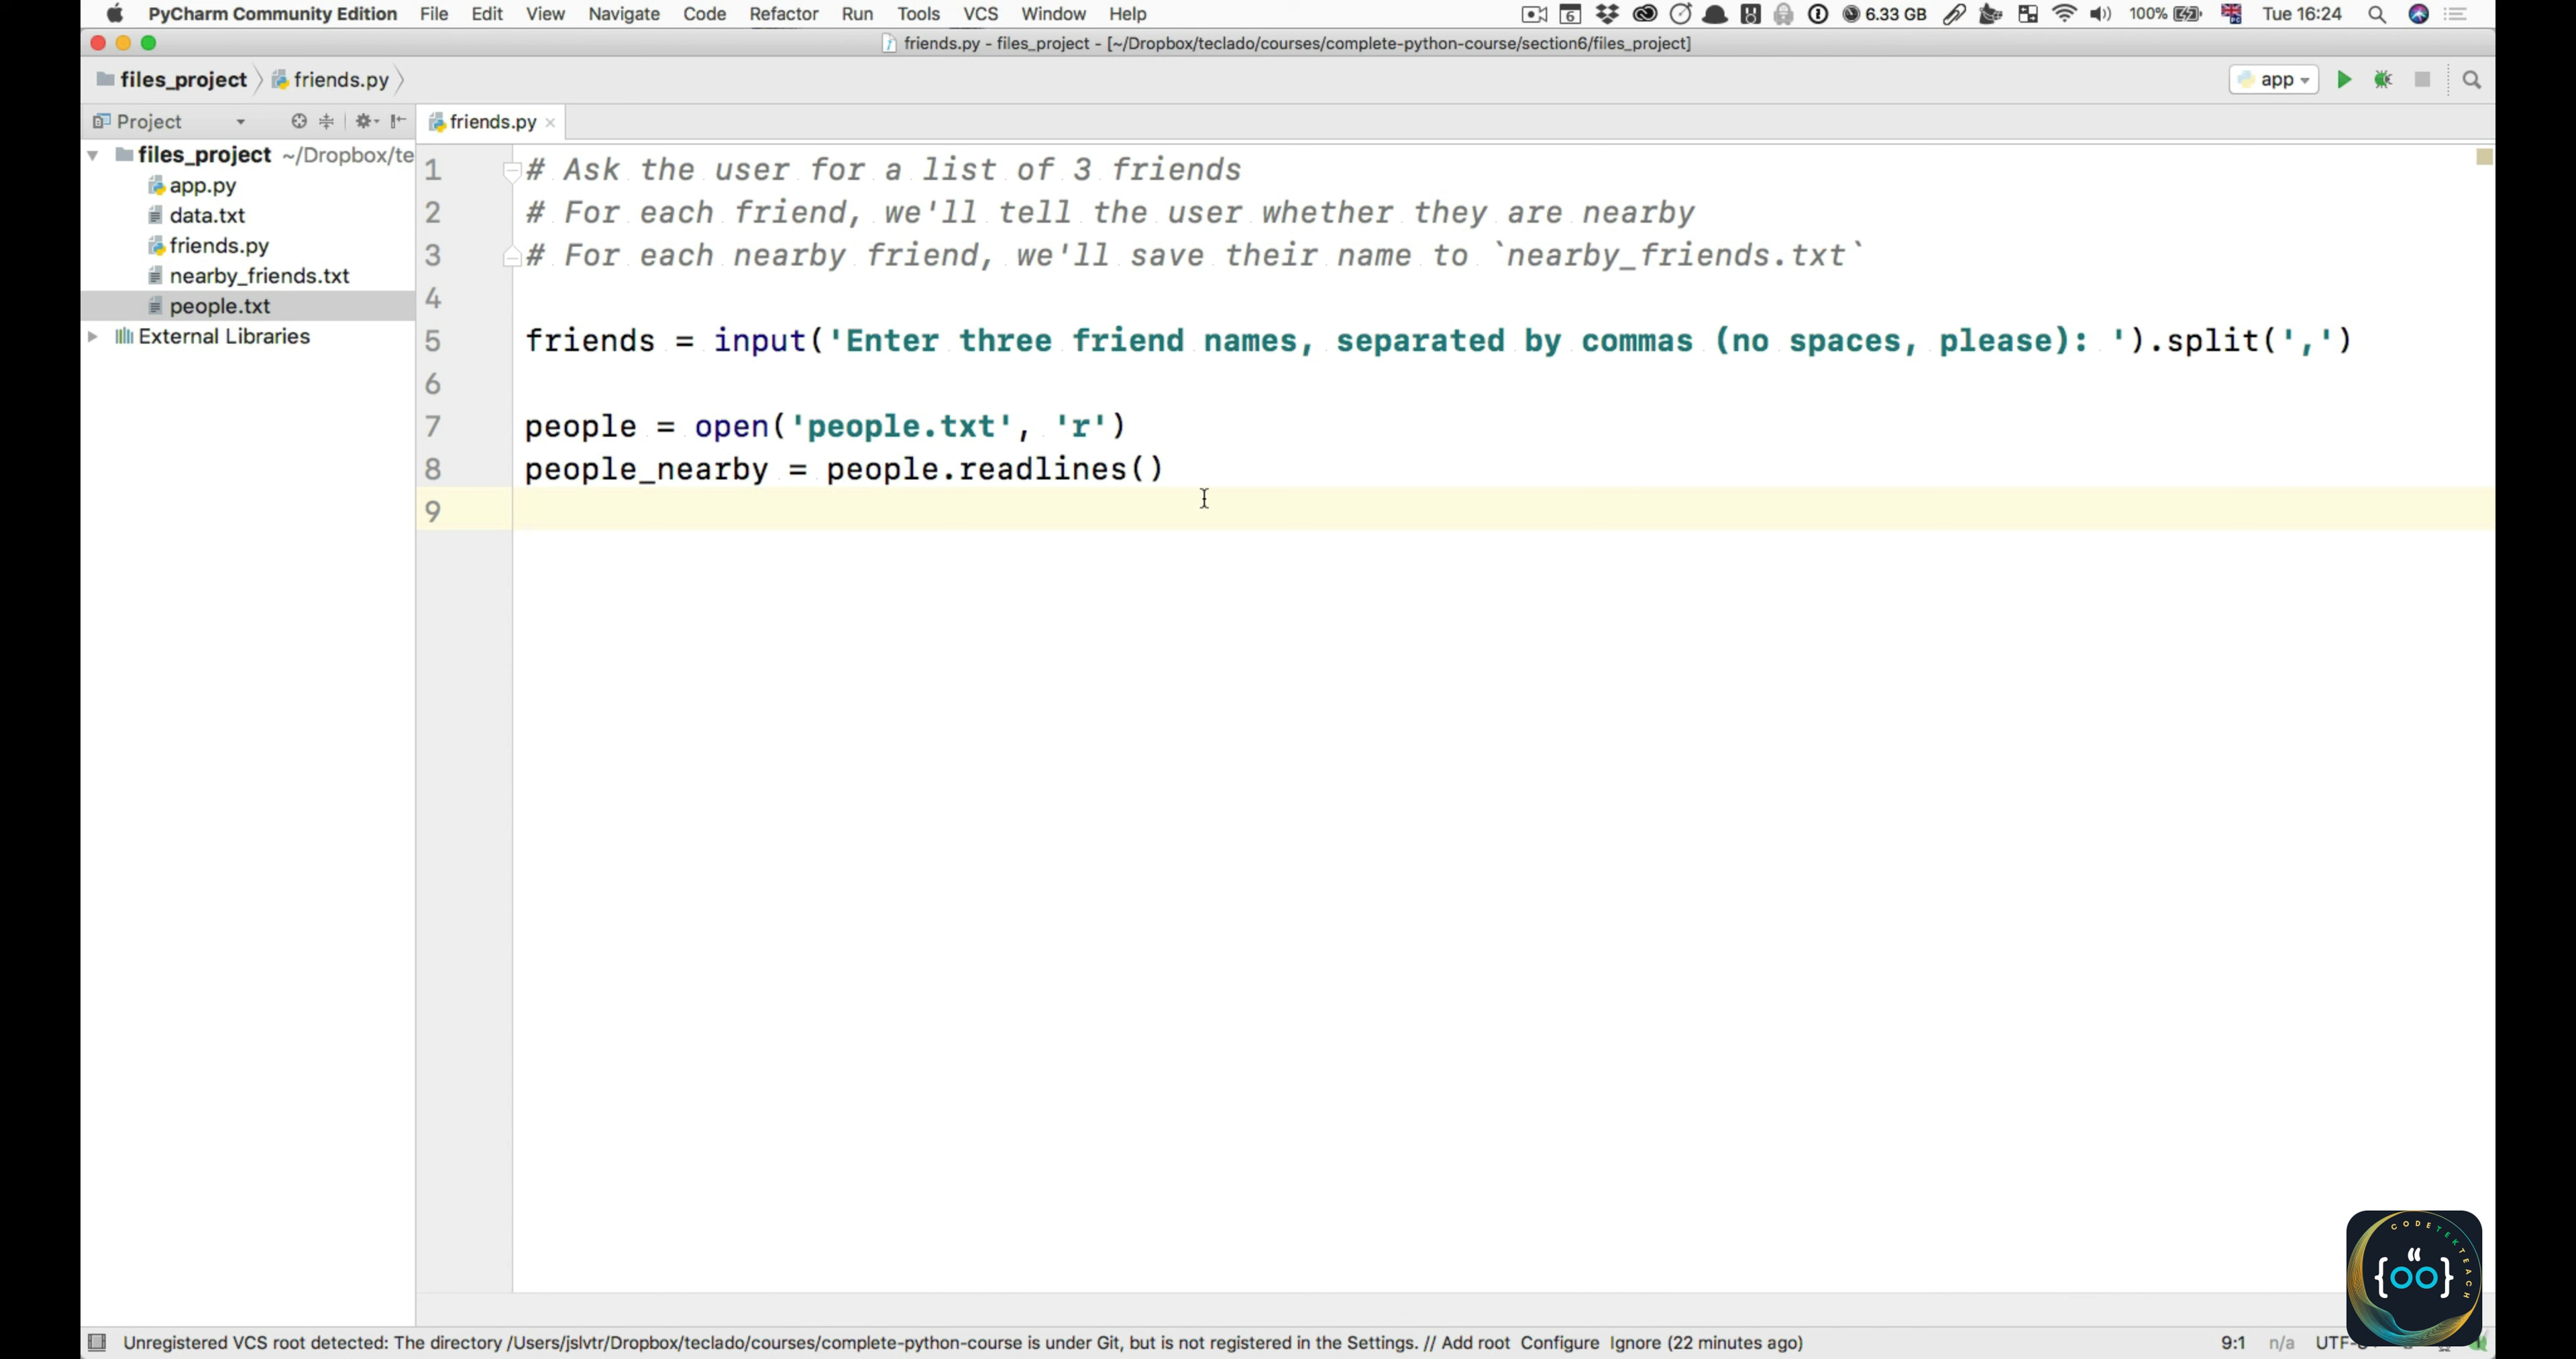 PyCharm Community Edition File Edit View Navigate Code Refactor Run Tools VCS Window Help 6 6.33 GB 100% Tue 16:24
friends.py - files_project - [~/Dropbox/teclado/courses/complete-python-course/section6/files_project]
files_project friends.py app
Project friends.py
files_project ~/Dropbox/te
app.py
data.txt
friends.py
nearby_friends.txt
people.txt
External Libraries
1 # Ask the user for a list of 3 friends
2 # For each friend, we'll tell the user whether they are nearby
3 # For each nearby friend, we'll save their name to `nearby_friends.txt`
4
5 friends = input('Enter three friend names, separated by commas (no spaces, please): ').split(',')
6
7 people = open('people.txt', 'r')
8 people_nearby = people.readlines()
9
CODETEKTEACH
Unregistered VCS root detected: The directory /Users/jslvtr/Dropbox/teclado/courses/complete-python-course is under Git, but is not registered in the Settings. // Add root Configure Ignore (22 minutes ago) 9:1 n/a